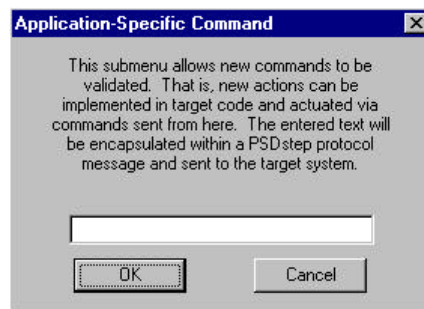 Application-Specific Command
This submenu allows new commands to be
validated. That is, new actions can be
implemented in target code and actuated via
commands sent from here. The entered text will
be encapsulated within a PSDstep protocol
message and sent to the target system.
OK
Cancel